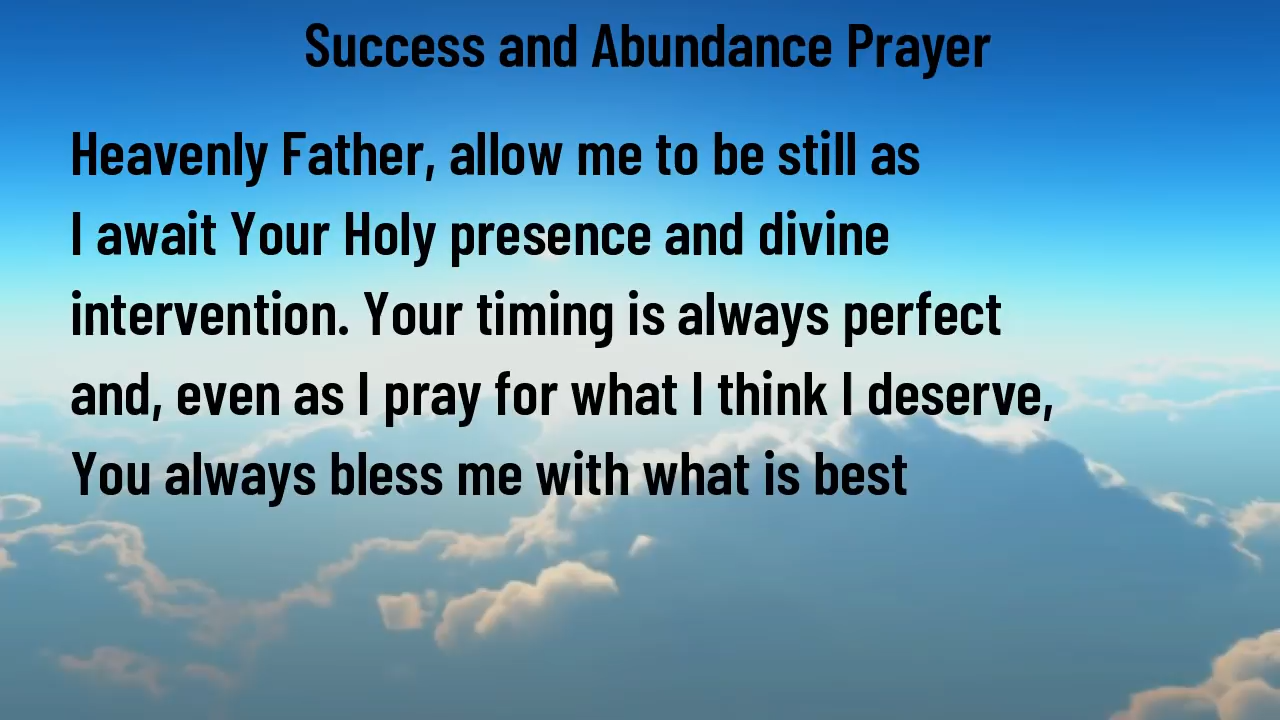 Success and Abundance Prayer
Heavenly Father, allow me to be still as
I await Your Holy presence and divine
intervention. Your timing is always perfect
and, even as I pray for what I think I deserve,
You always bless me with what is best